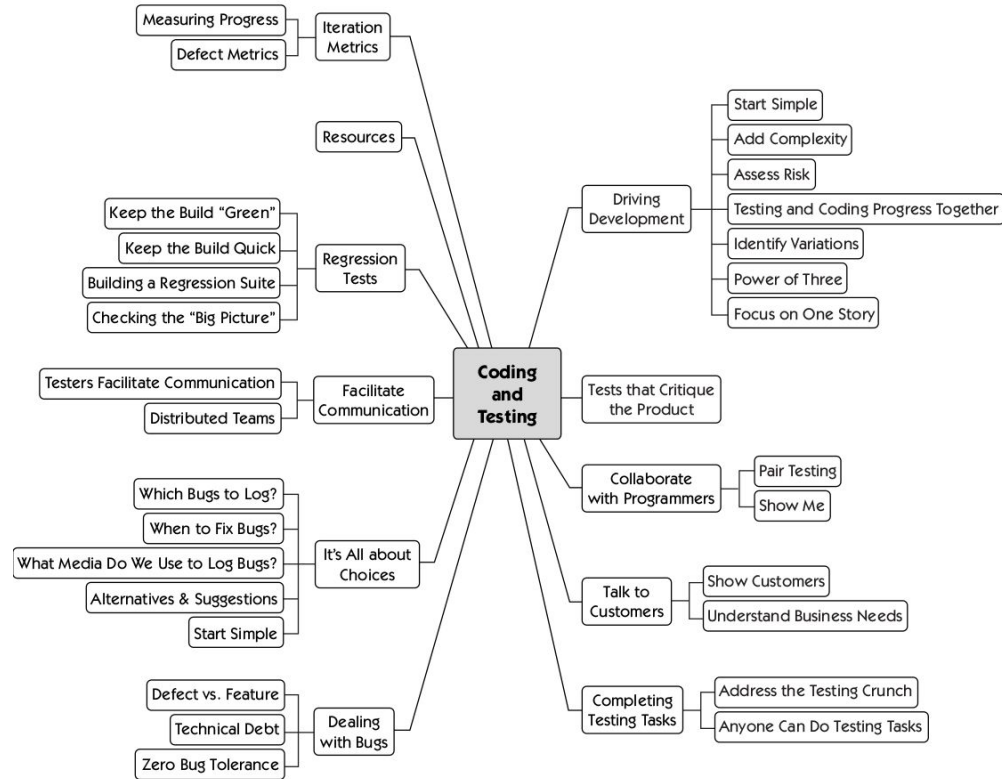 Measuring Progress
Defect Metrics
Iteration
Metrics
Resources
Keep the Build “Green”
Keep the Build Quick
Building a Regression Suite
Checking the “Big Picture”
Regression
Tests
Testers Facilitate Communication
Distributed Teams
Facilitate
Communication
Which Bugs to Log?
When to Fix Bugs?
What Media Do We Use to Log Bugs?
Alternatives & Suggestions
Start Simple
It’s All about
Choices
Defect vs. Feature
Technical Debt
Zero Bug Tolerance
Dealing
with Bugs
Coding
and
Testing
Driving
Development
Start Simple
Add Complexity
Assess Risk
Testing and Coding Progress Together
Identify Variations
Power of Three
Focus on One Story
Tests that Critique
the Product
Collaborate
with Programmers
Pair Testing
Show Me
Talk to
Customers
Show Customers
Understand Business Needs
Completing
Testing Tasks
Address the Testing Crunch
Anyone Can Do Testing Tasks